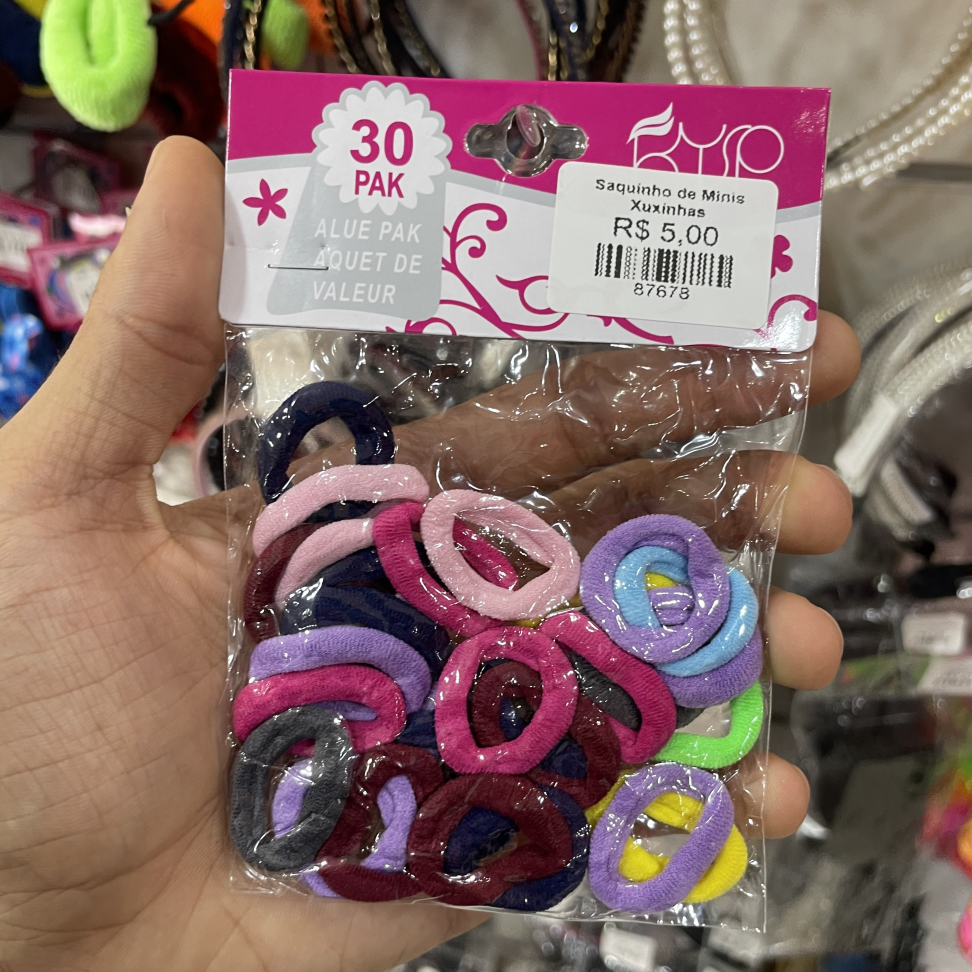 30
PAK
ALUE PAK
AQUET DE
VALEUR
Saquinho de Minis
Xuxinhas
R$ 5,00
87678